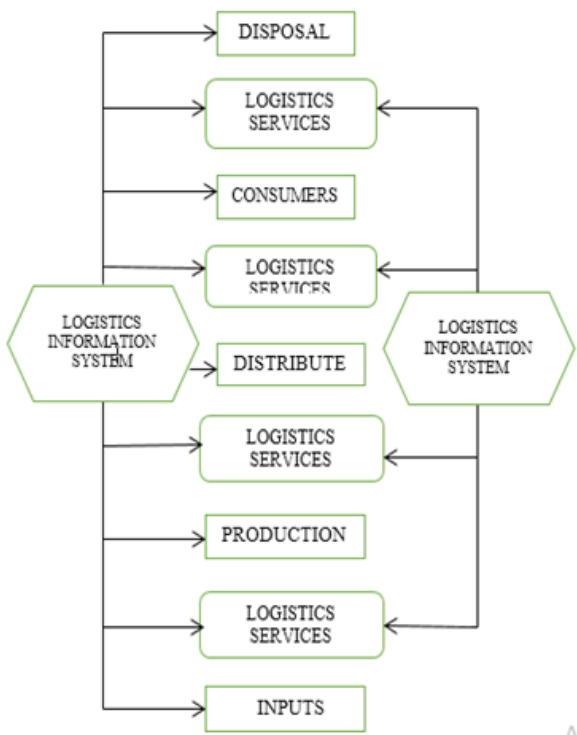 DISPOSAL
LOGISTICS
SERVICES
CONSUMERS
LOGISTICS
SERVICES
LOGISTICS
INFORMATION
SYSTEM
LOGISTICS
INFORMATION
SYSTEM
DISTRIBUTE
LOGISTICS
SERVICES
PRODUCTION
LOGISTICS
SERVICES
INPUTS